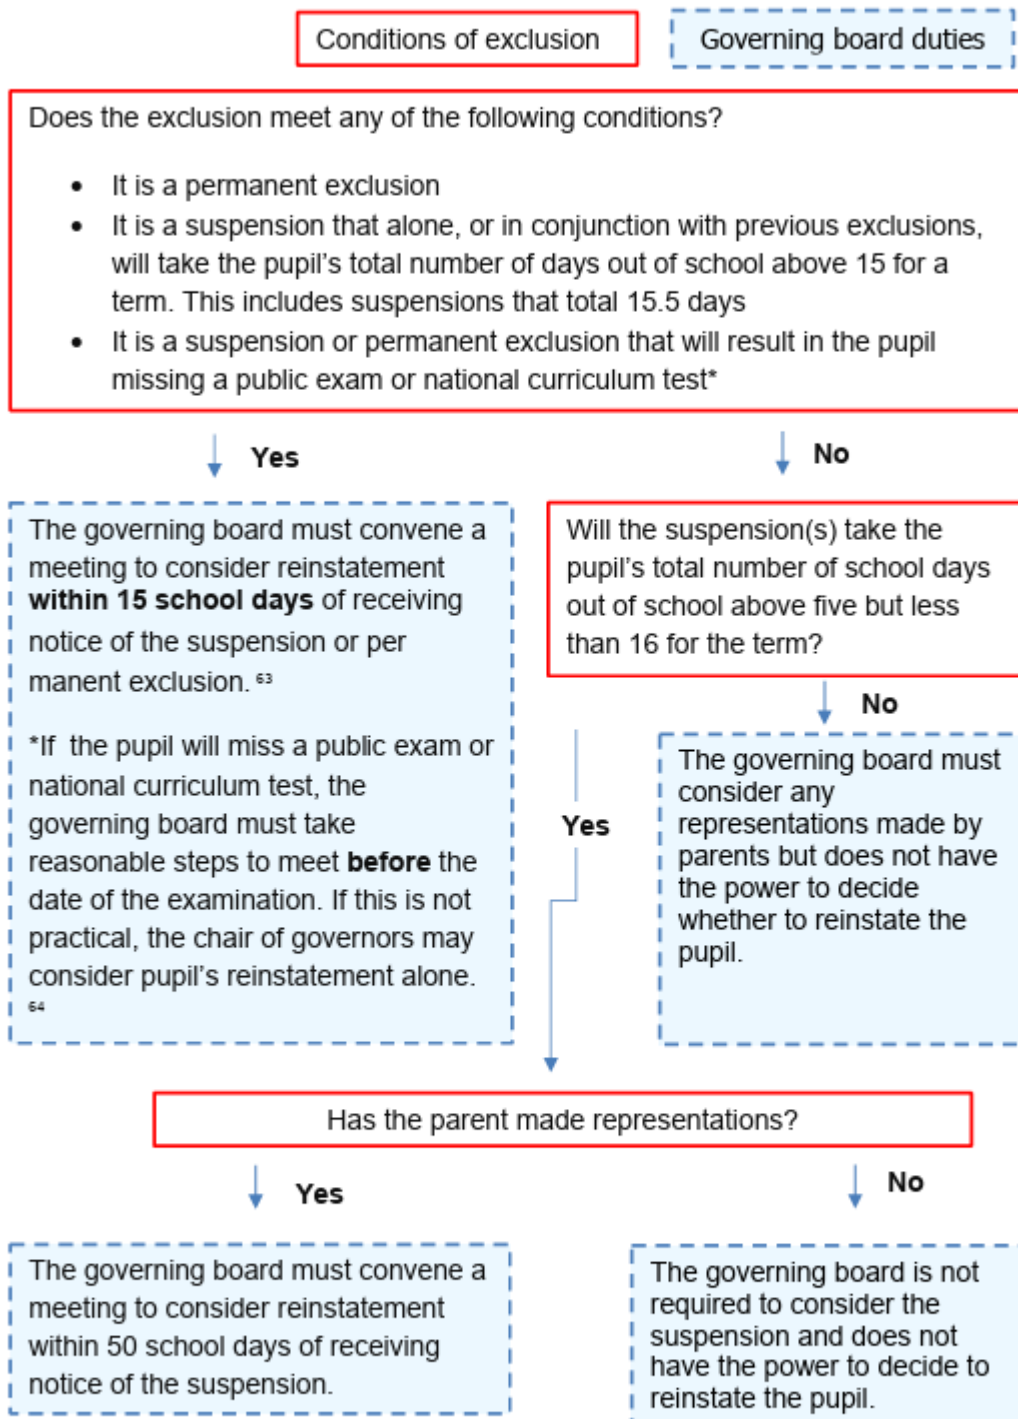 Conditions of exclusion
Governing board duties
Does the exclusion meet any of the following conditions?
• It is a permanent exclusion
• It is a suspension that alone, or in conjunction with previous exclusions,
will take the pupil's total number of days out of school above 15 for a
term. This includes suspensions that total 15.5 days
• It is a suspension or permanent exclusion that will result in the pupil
missing a public exam or national curriculum test*
Yes
No
The governing board must convene a
meeting to consider reinstatement
within 15 school days of receiving
notice of the suspension or per
manent exclusion. 63
*If the pupil will miss a public exam or
national curriculum test, the
governing board must take
reasonable steps to meet before the
date of the examination. If this is not
practical, the chair of governors may
consider pupil's reinstatement alone.
64
Will the suspension(s) take the
pupil's total number of school days
out of school above five but less
than 16 for the term?
No
Yes
The governing board must
consider any
representations made by
parents but does not have
the power to decide
whether to reinstate the
pupil.
Has the parent made representations?
Yes
No
The governing board must convene a
meeting to consider reinstatement
within 50 school days of receiving
notice of the suspension.
The governing board is not
required to consider the
suspension and does not
have the power to decide to
reinstate the pupil.